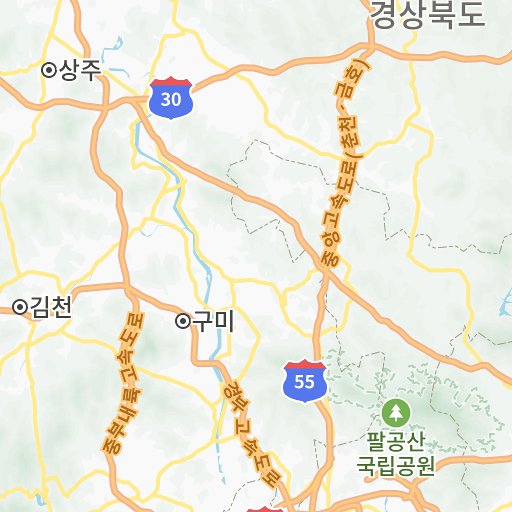 경상북도
상주
30
중앙고속도로(춘천-금호)
김천
구미
중부내륙고속도로
55
경부고속도로
팔공산
국립공원